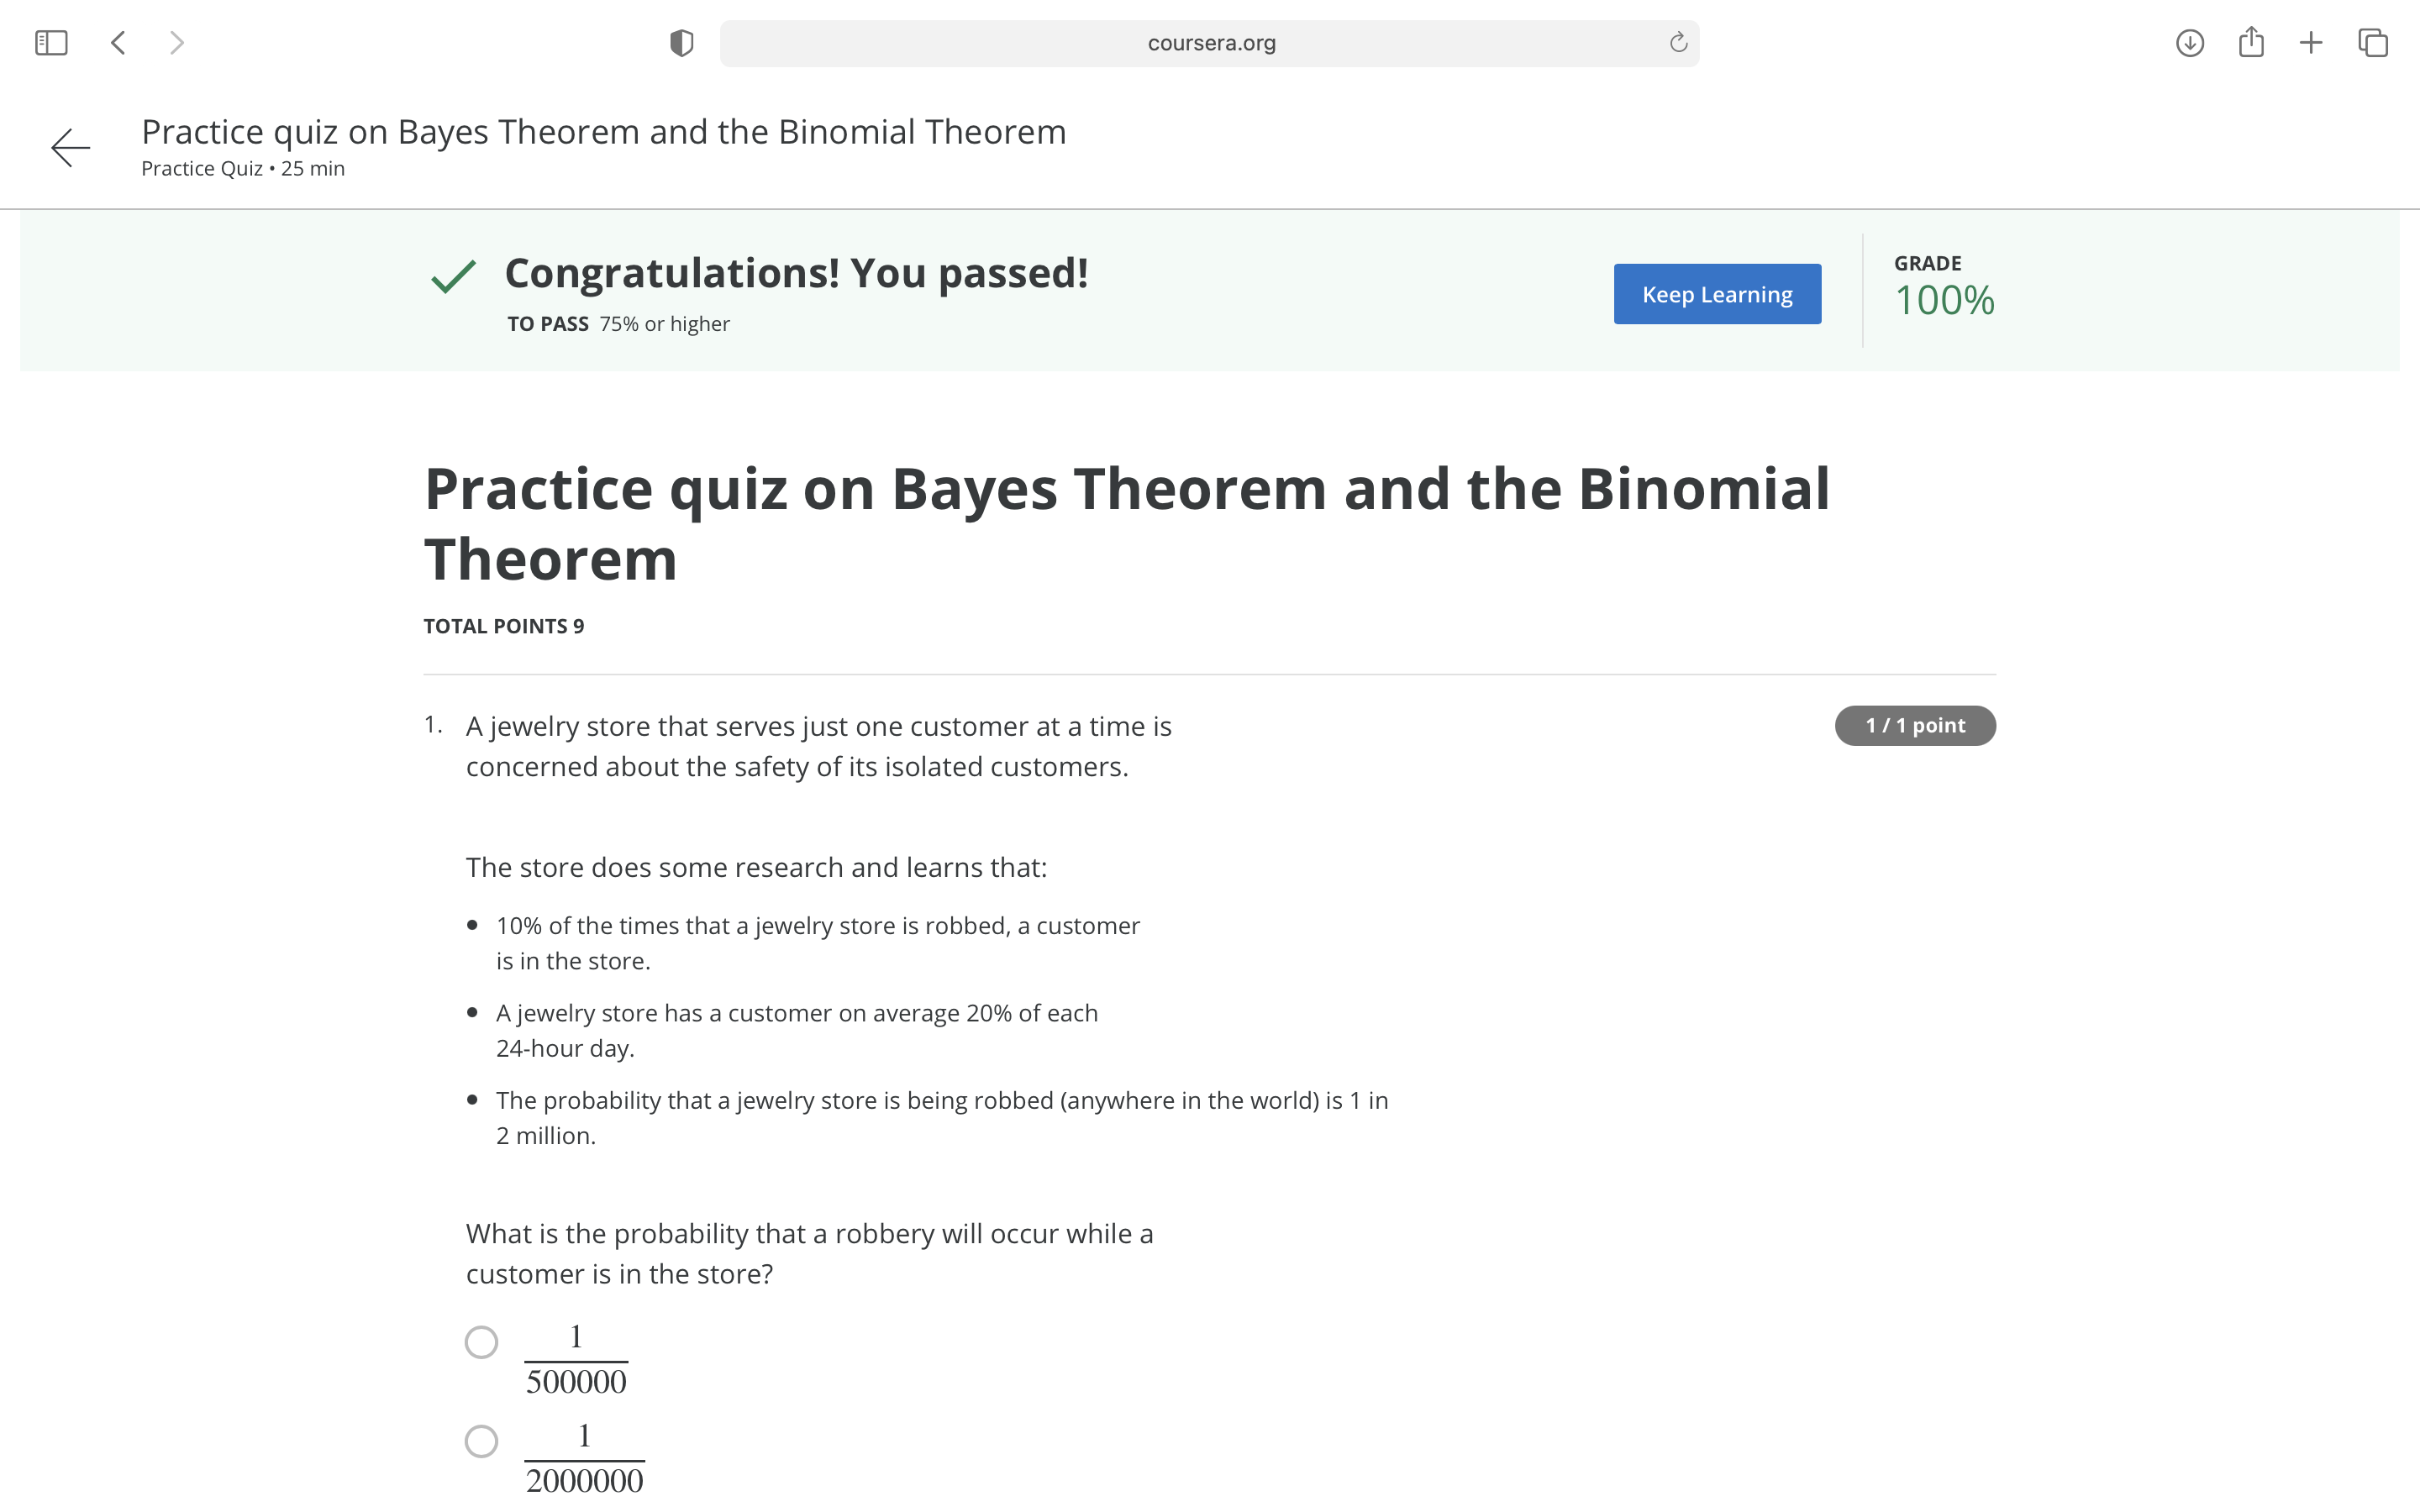 coursera.org
Practice quiz on Bayes Theorem and the Binomial Theorem
Practice Quiz • 25 min
Congratulations! You passed!
TO PASS 75% or higher
Keep Learning
GRADE
100%
Practice quiz on Bayes Theorem and the Binomial
Theorem
TOTAL POINTS 9
1. A jewelry store that serves just one customer at a time is
concerned about the safety of its isolated customers.
1 / 1 point
The store does some research and learns that:
• 10% of the times that a jewelry store is robbed, a customer
is in the store.
• A jewelry store has a customer on average 20% of each
24-hour day.
• The probability that a jewelry store is being robbed (anywhere in the world) is 1 in
2 million.
What is the probability that a robbery will occur while a
customer is in the store?
1
500000
1
2000000